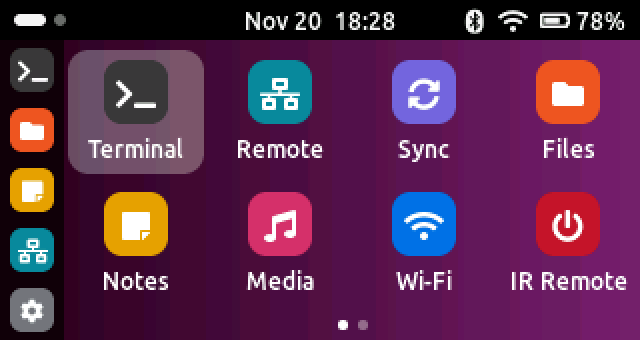 Nov 20 18:28 78%
Terminal Remote Sync Files
Notes Media Wi-Fi IR Remote